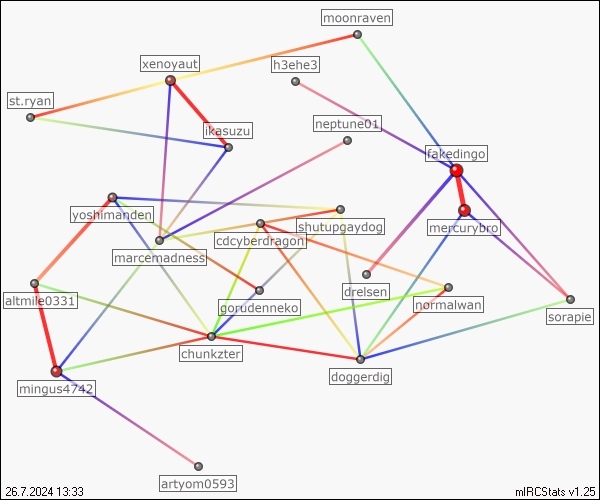 moonraven
xenoyaut
h3ehe3
st.ryan
ikasuzu
neptune01
fakedingo
yoshimanden
shutupgaydog
mercurybro
cdcyberdragon
marcemadness
drelsen
altmile0331
gorudenneko
normalwan
sorapie
chunkzter
doggerdig
mingus4742
artyom0593
26.7.2024 13:33
mIRCStats v1.25